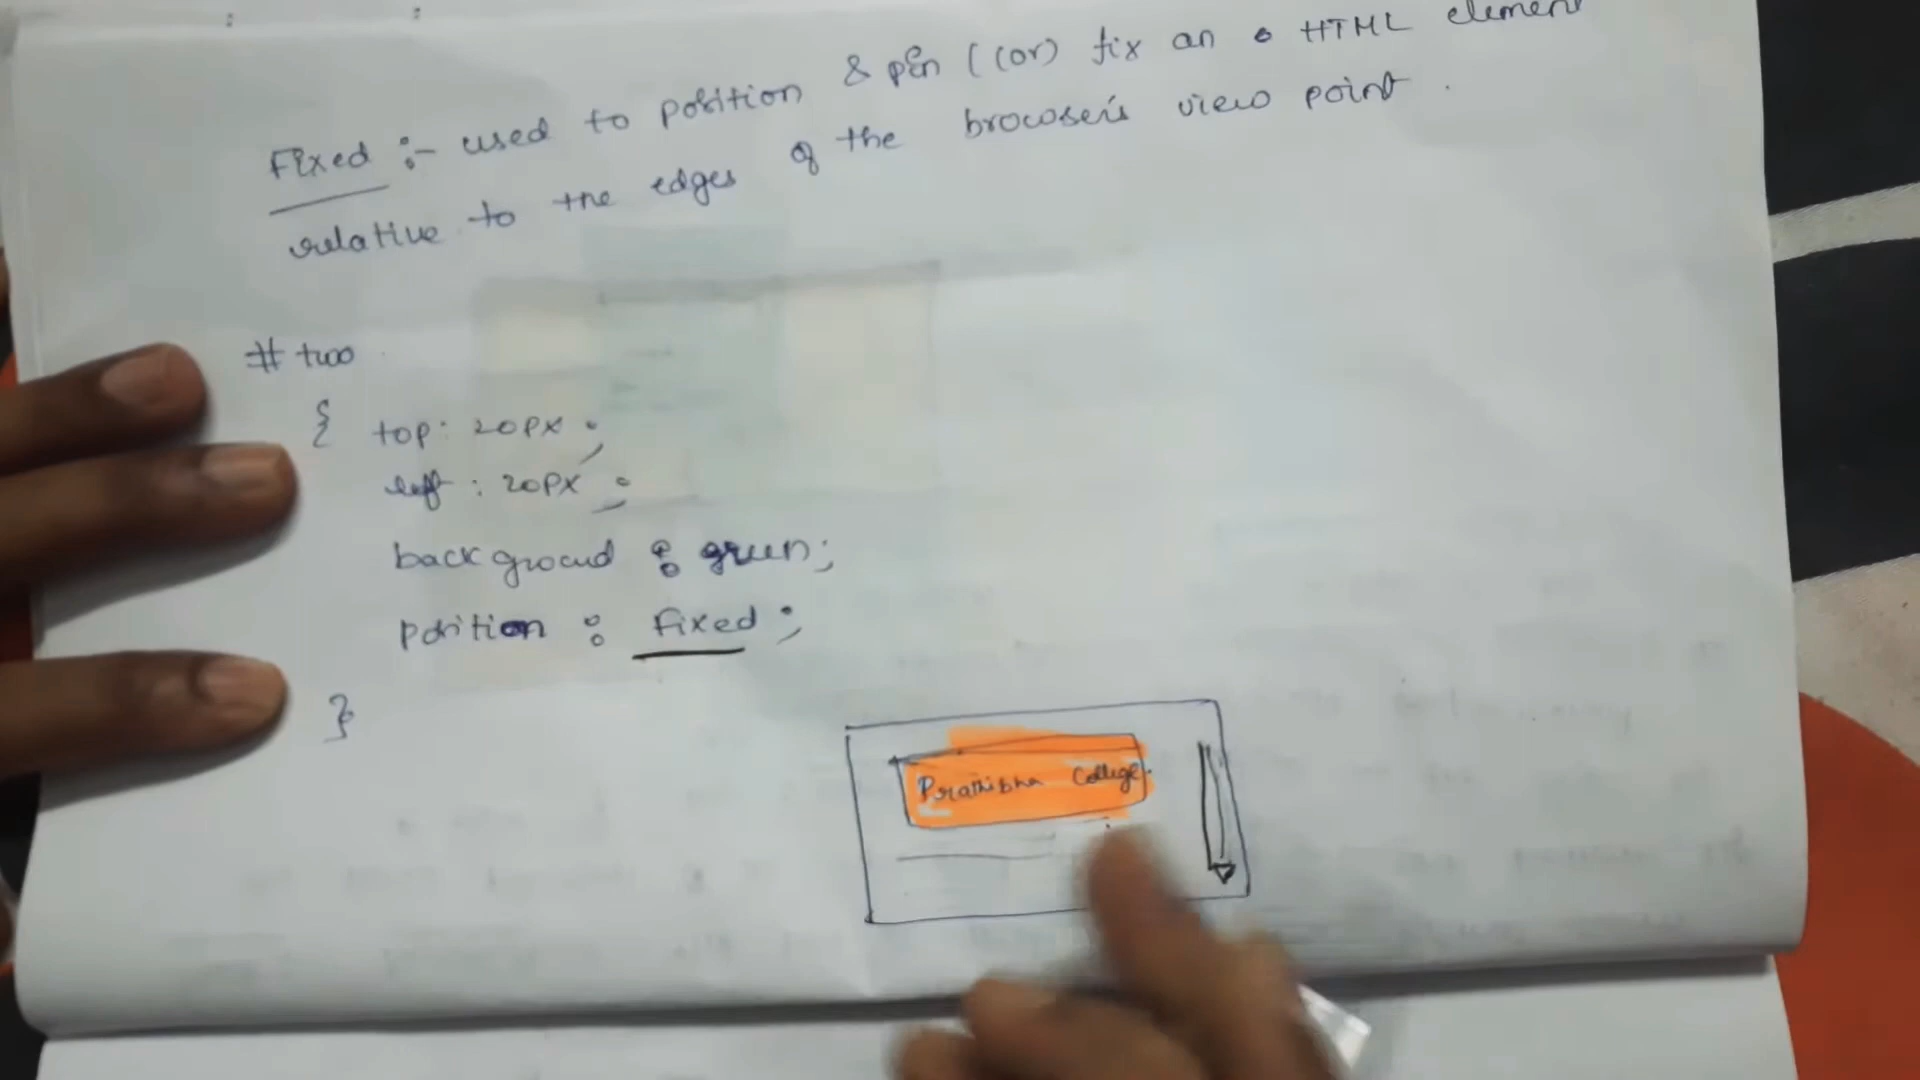 Fixed :- used to position & pin ((or) fix an HTML element
relative to the edges of the browser's view point.
# two
{ top: 20px;
left : 20px;
background : green;
position : fixed;
}
Prathibha College.